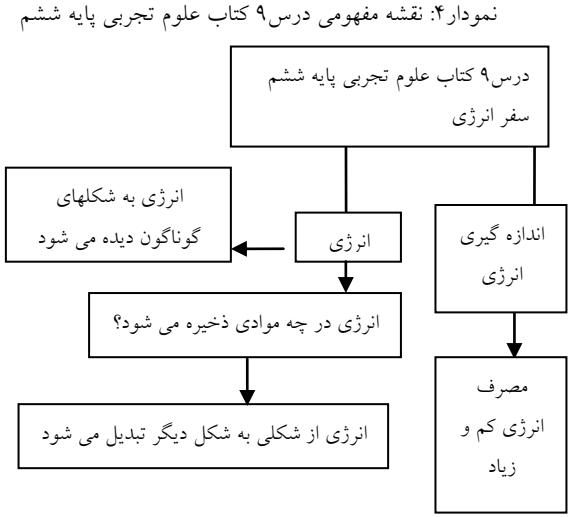 نمودار۴: نقشه مفهومی درس۹ کتاب علوم تجربی پایه ششم
درس۹ کتاب علوم تجربی پایه ششم
سفر انرژی
اندازه گیری
انرژی
انرژی
انرژی به شکلهای
گوناگون دیده می شود
انرژی در چه موادی ذخیره می شود؟
مصرف
انرژی کم و
زیاد
انرژی از شکلی به شکل دیگر تبدیل می شود